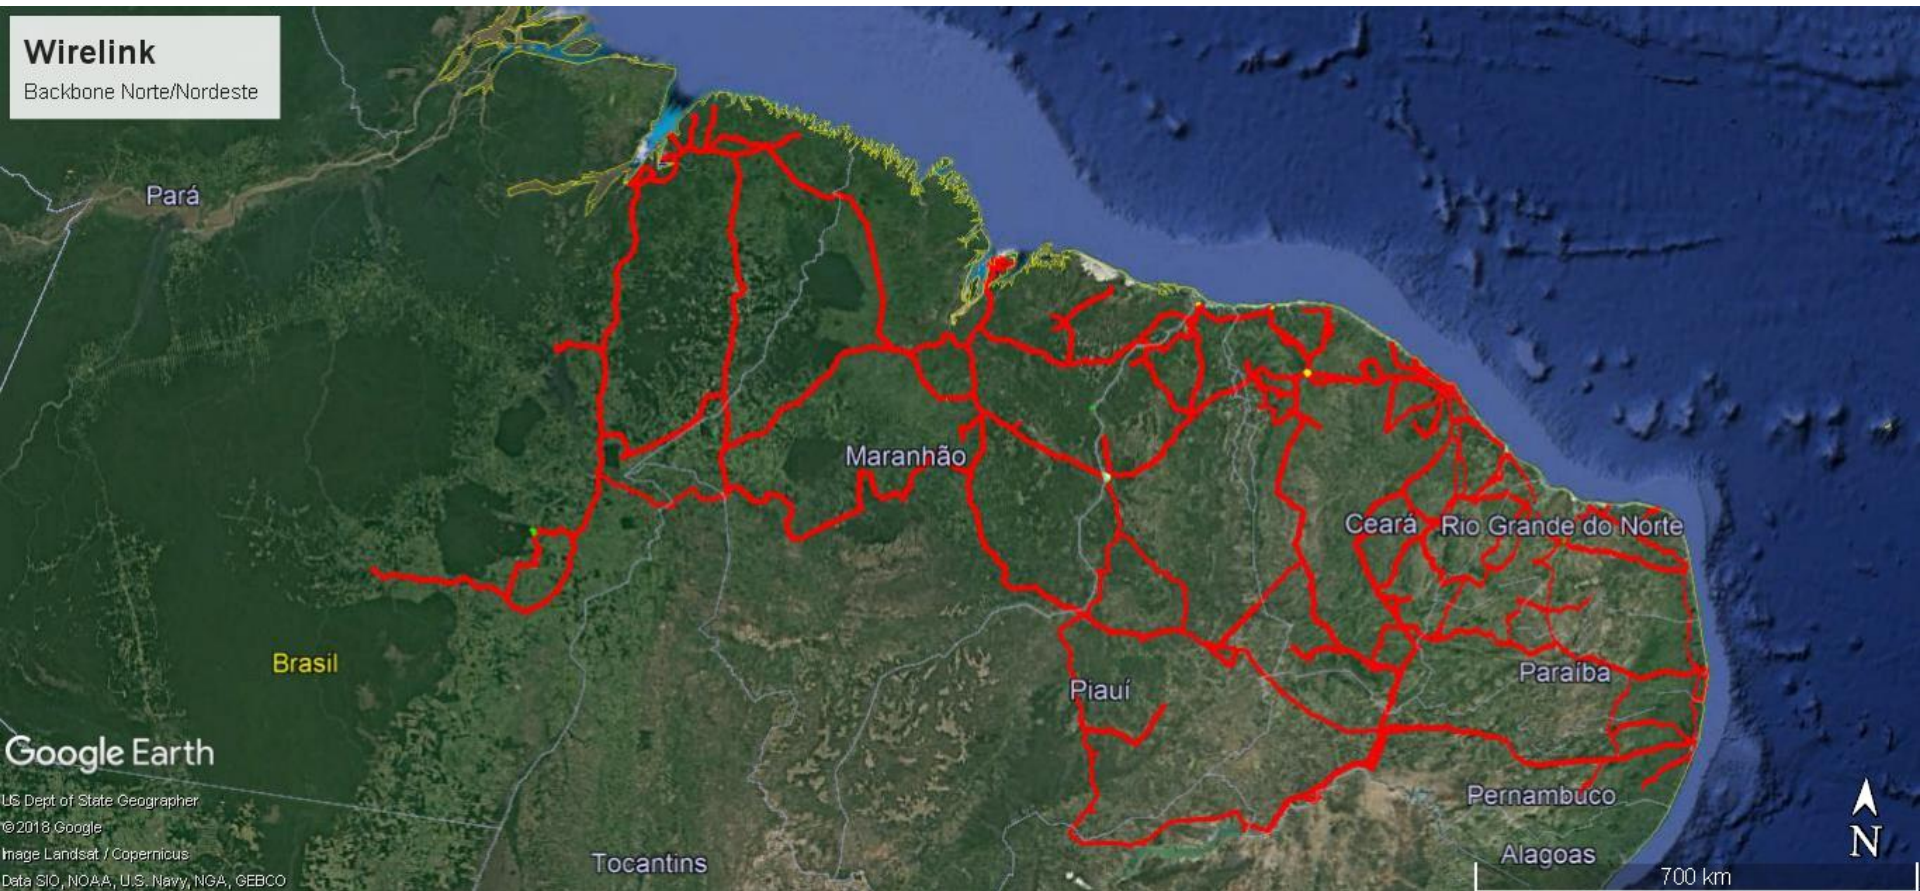 Wirelink
Backbone Norte/Nordeste
Pará
Maranhão
Ceará
Rio Grande do Norte
Brasil
Piauí
Paraíba
Google Earth
Pernambuco
US Dept of State Geographer
©2018 Google
Image Landsat / Copernicus
Data SIO, NOAA, U.S. Navy, NGA, GEBCO
Tocantins
Alagoas
N
700 km